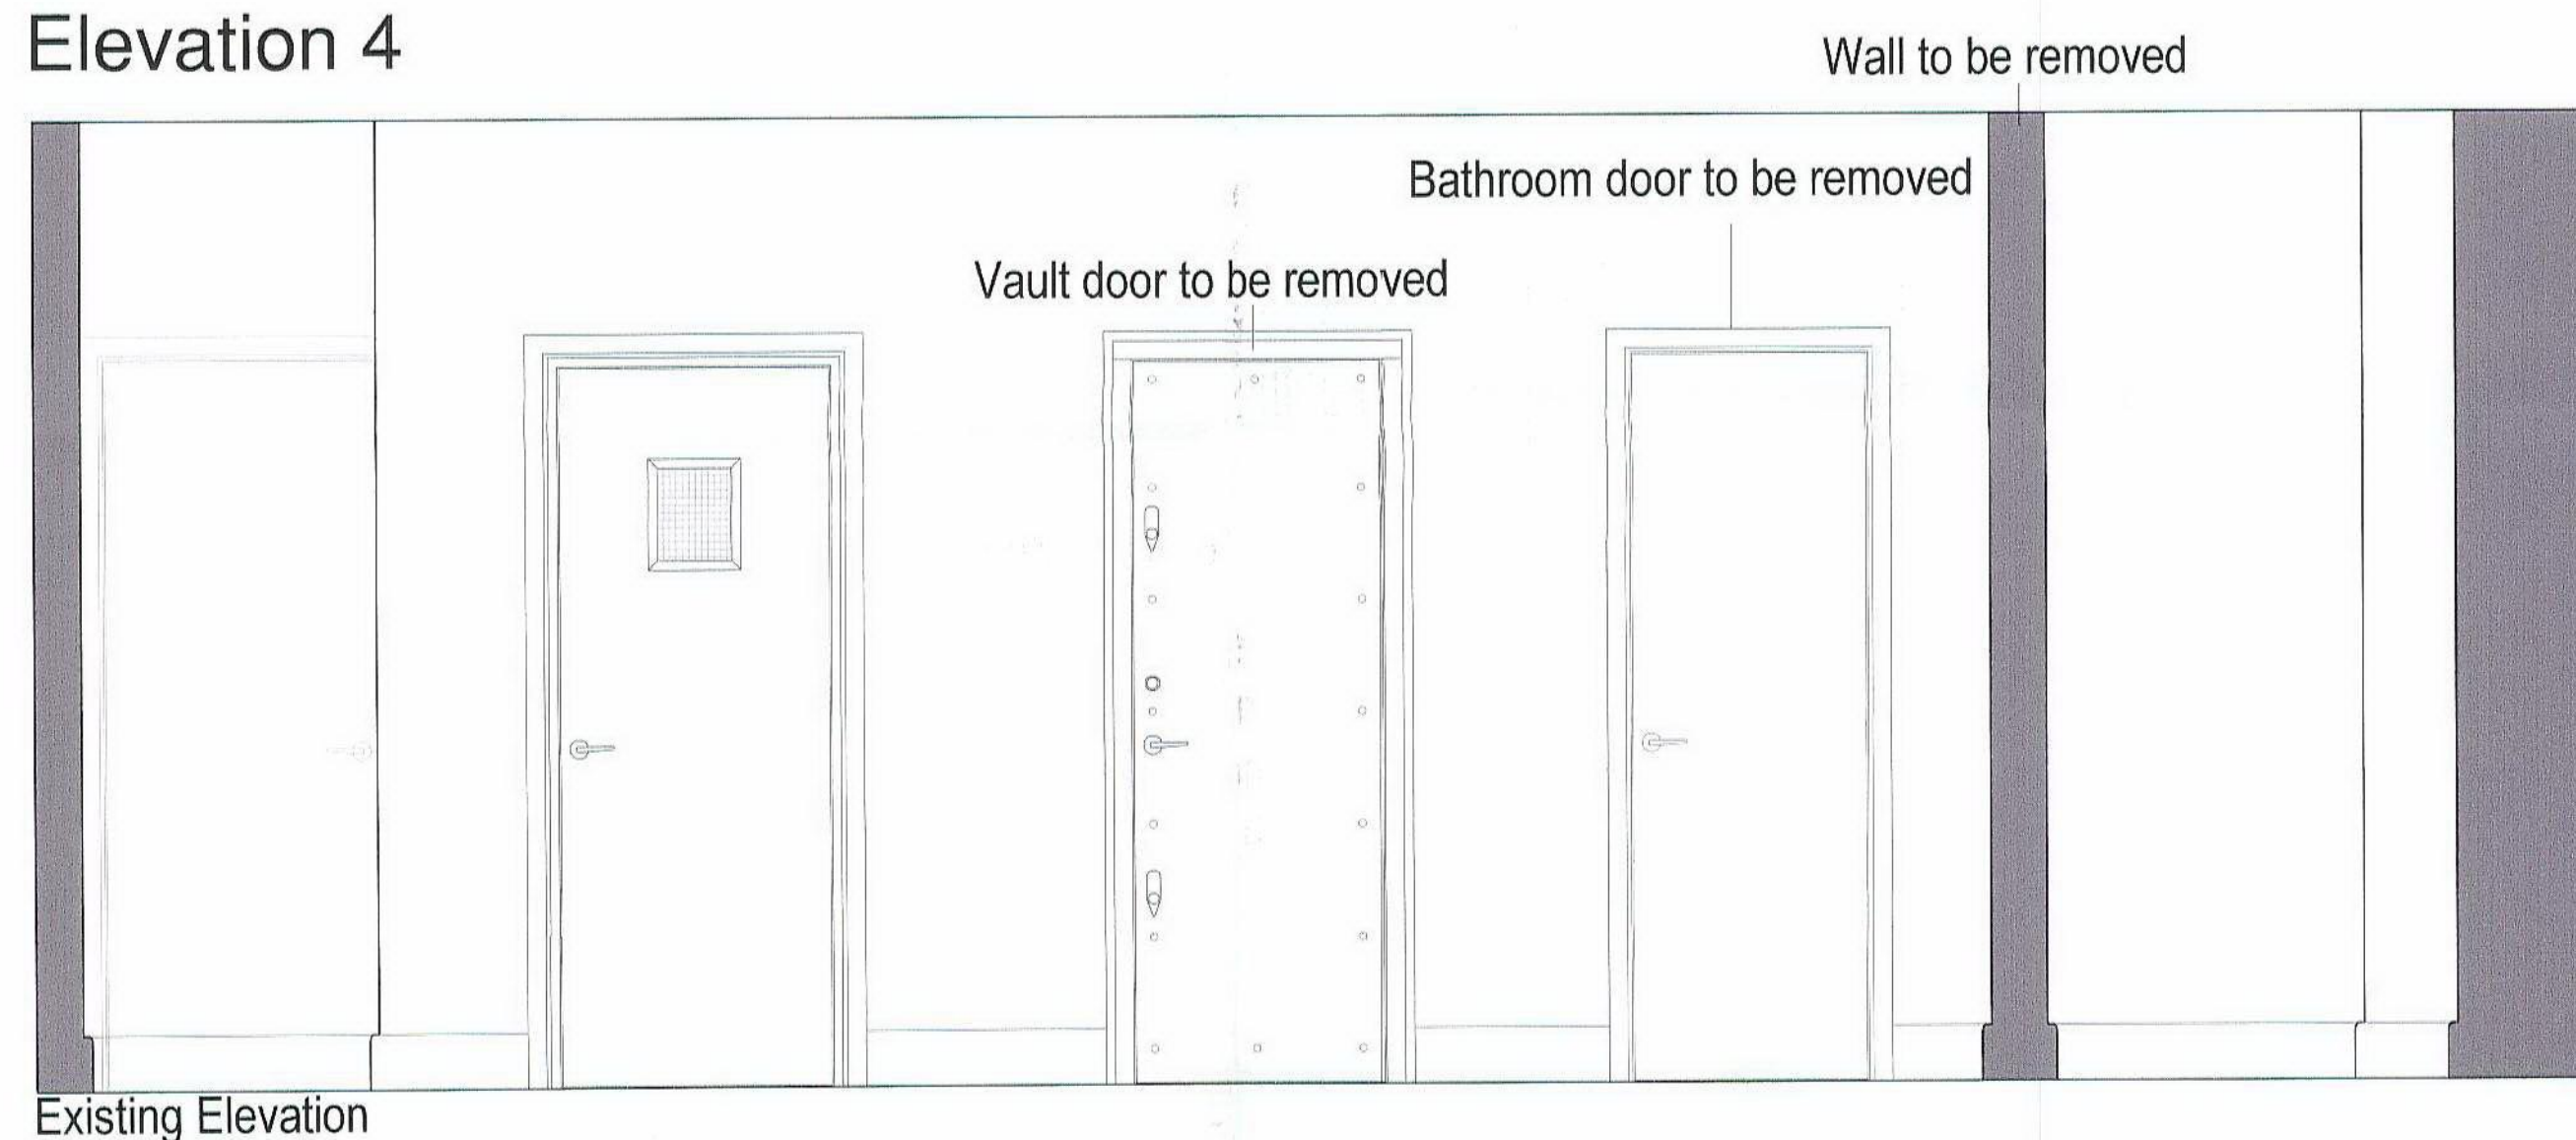 Elevation 4
Wall to be removed
Bathroom door to be removed
Vault door to be removed
Existing Elevation